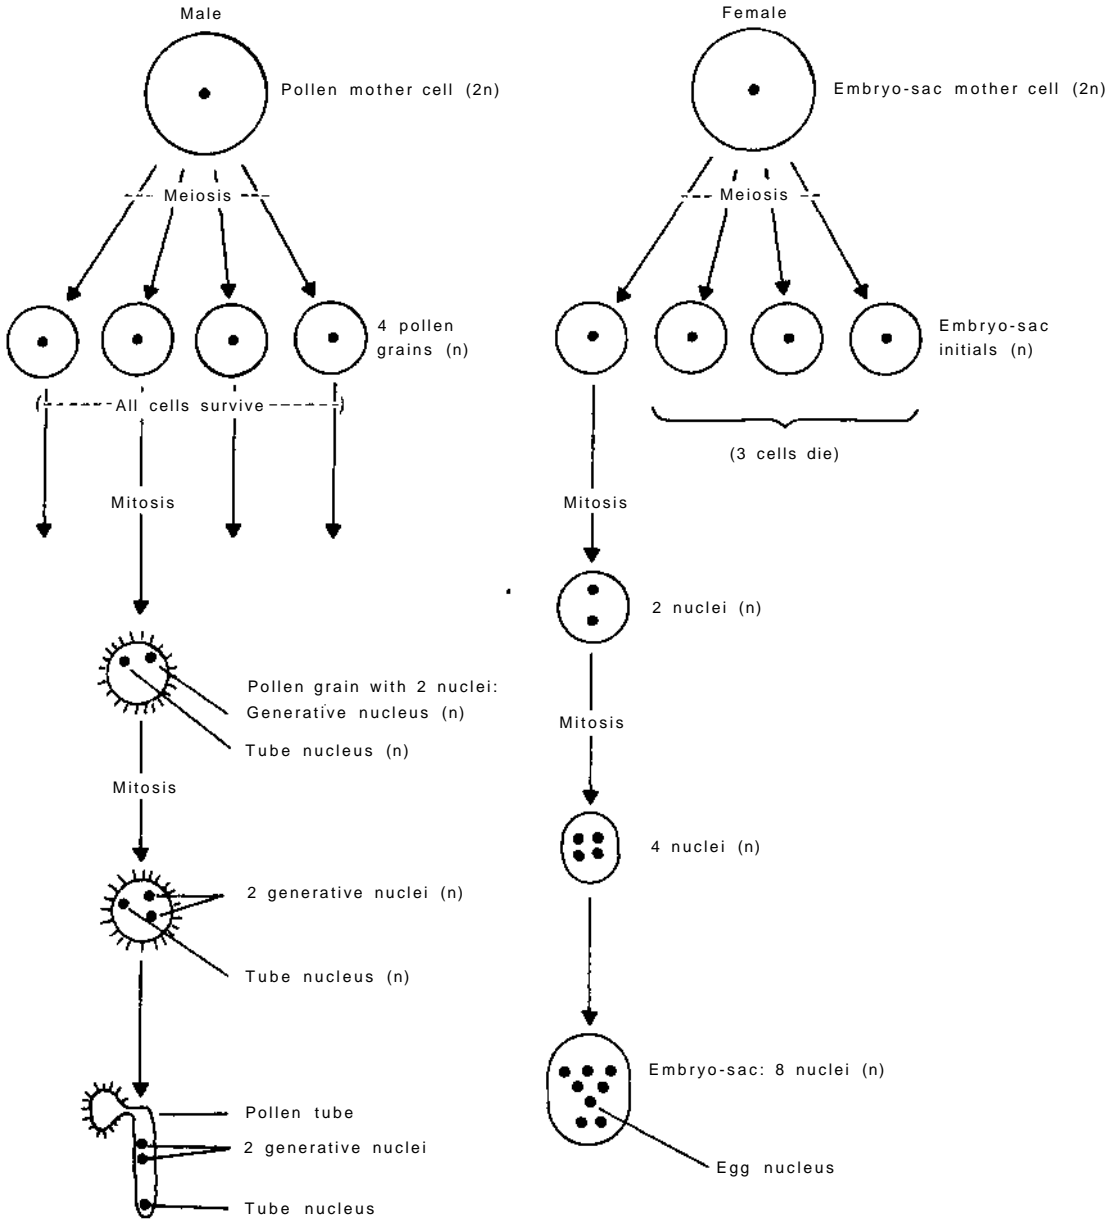 Male
Pollen mother cell (2n)
Meiosis
4 pollen
grains (n)
All cells survive
Mitosis
Pollen grain with 2 nuclei:
Generative nucleus (n)
Tube nucleus (n)
Mitosis
2 generative nuclei (n)
Tube nucleus (n)
Pollen tube
2 generative nuclei
Tube nucleus
Female
Embryo-sac mother cell (2n)
Meiosis
Embryo-sac
initials (n)
(3 cells die)
Mitosis
2 nuclei (n)
Mitosis
4 nuclei (n)
Embryo-sac: 8 nuclei (n)
Egg nucleus